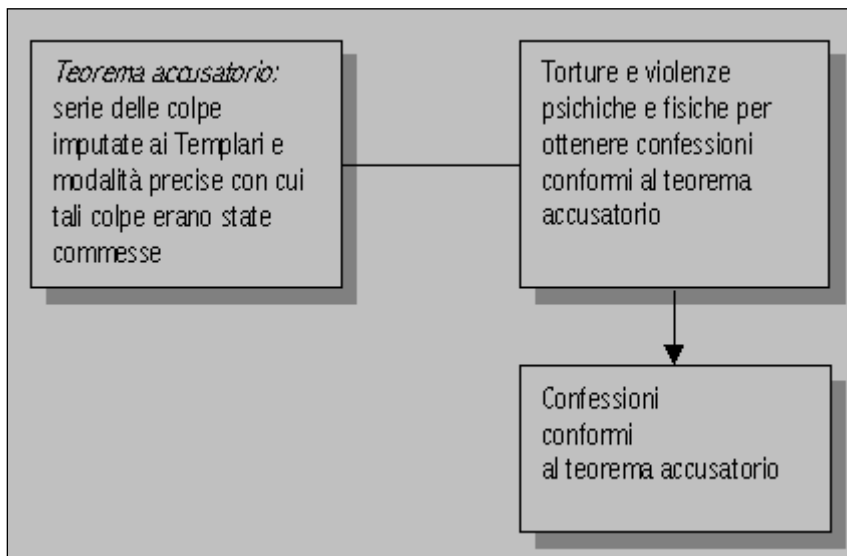 Teorema accusatorio:
serie delle colpe
imputate ai Templari e
modalità precise con cui
tali colpe erano state
commesse
Torture e violenze
psichiche e fisiche per
ottenere confessioni
conformi al teorema
accusatorio
Confessioni
conformi
al teorema accusatorio